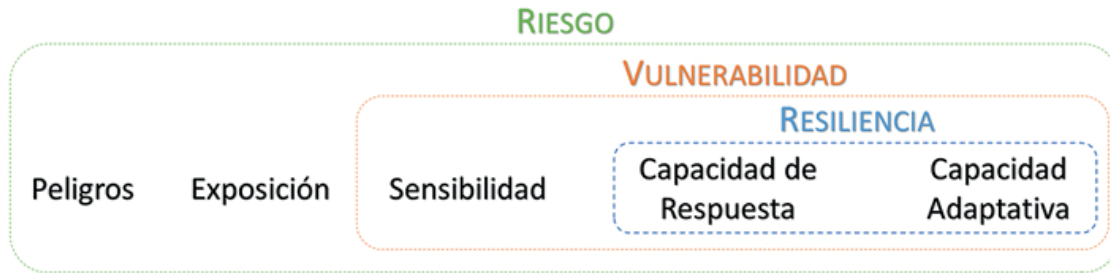 RIESGO
VULNERABILIDAD
RESILIENCIA
Peligros
Exposición
Sensibilidad
Capacidad de
Respuesta
Capacidad
Adaptativa